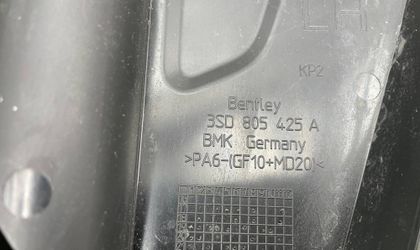 LH
KP2
Bentley
3SD 805 425 A
BMK Germany
>PA6-(GF10+MD20)<